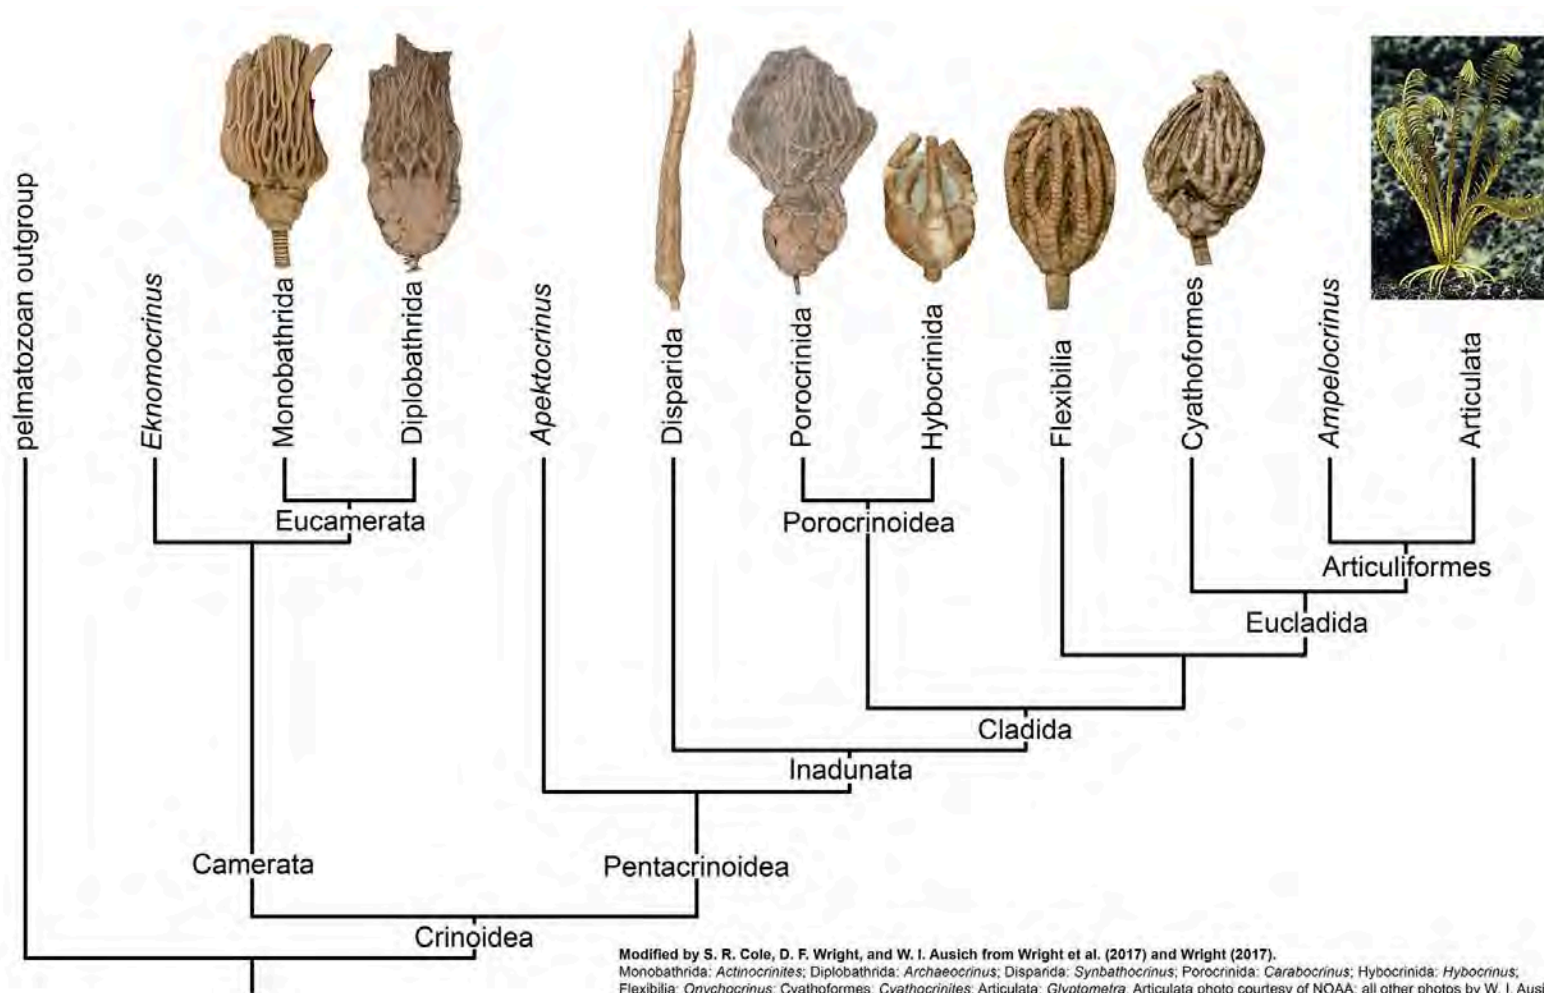 pelmatozoan outgroup
Eknomocrinus
Monobathrida
Diplobathrida
Apektocrinus
Disparida
Porocrinida
Hybocrinida
Flexibilia
Cyathoformes
Ampelocrinus
Articulata
Eucamerata
Porocrinoidea
Articuliformes
Eucladida
Cladida
Inadunata
Camerata
Pentacrinoidea
Crinoidea
Modified by S. R. Cole, D. F. Wright, and W. I. Ausich from Wright et al. (2017) and Wright (2017).
Monobathrida: Actinocrinites; Diplobathrida: Archaeocrinus; Disparida: Synbathocrinus; Porocrinida: Carabocrinus; Hybocrinida: Hybocrinus;
Flexibilia: Onychocrinus; Cyathoformes: Cyathocrinites; Articulata: Glyptometra. Articulata photo courtesy of NOAA; all other photos by W. I. Ausi